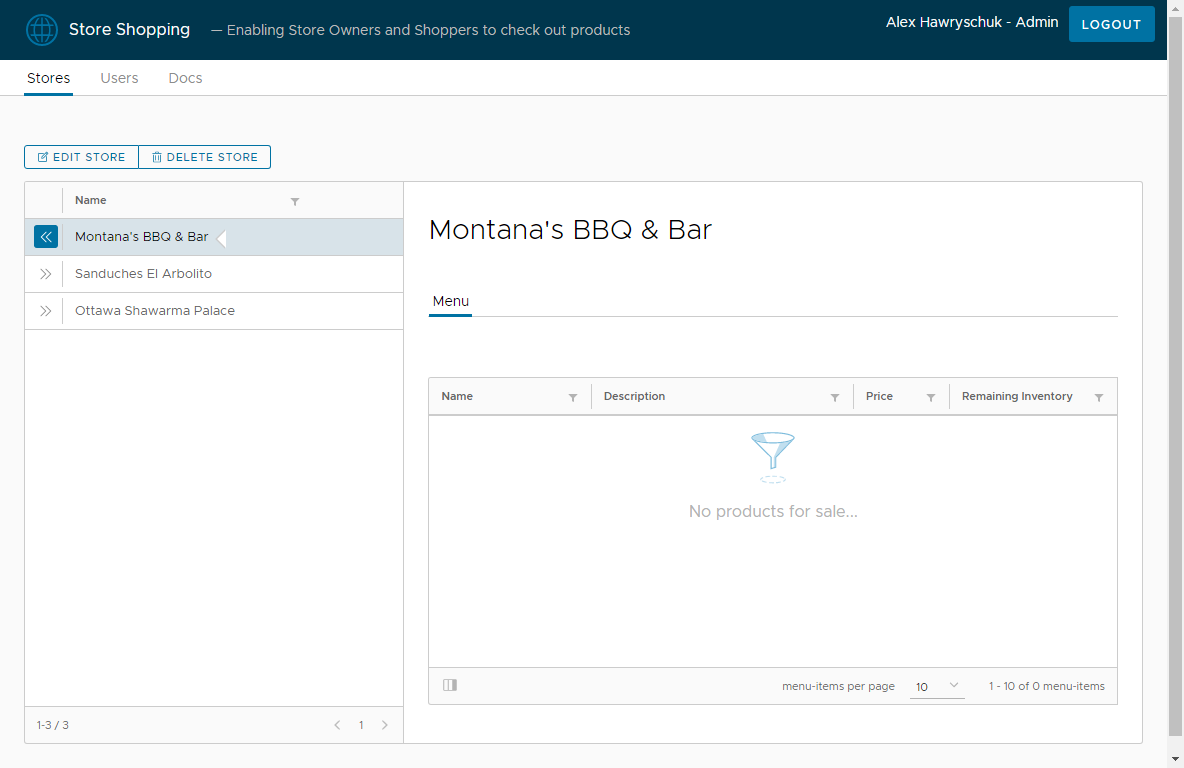 Store Shopping — Enabling Store Owners and Shoppers to check out products
Alex Hawryschuk - Admin LOGOUT
Stores Users Docs
EDIT STORE DELETE STORE
Name
Montana's BBQ & Bar
Sanduches El Arbolito
Ottawa Shawarma Palace
1-3 / 3
1
Montana's BBQ & Bar
Menu
Name Description Price Remaining Inventory
No products for sale...
menu-items per page 10 1 - 10 of 0 menu-items